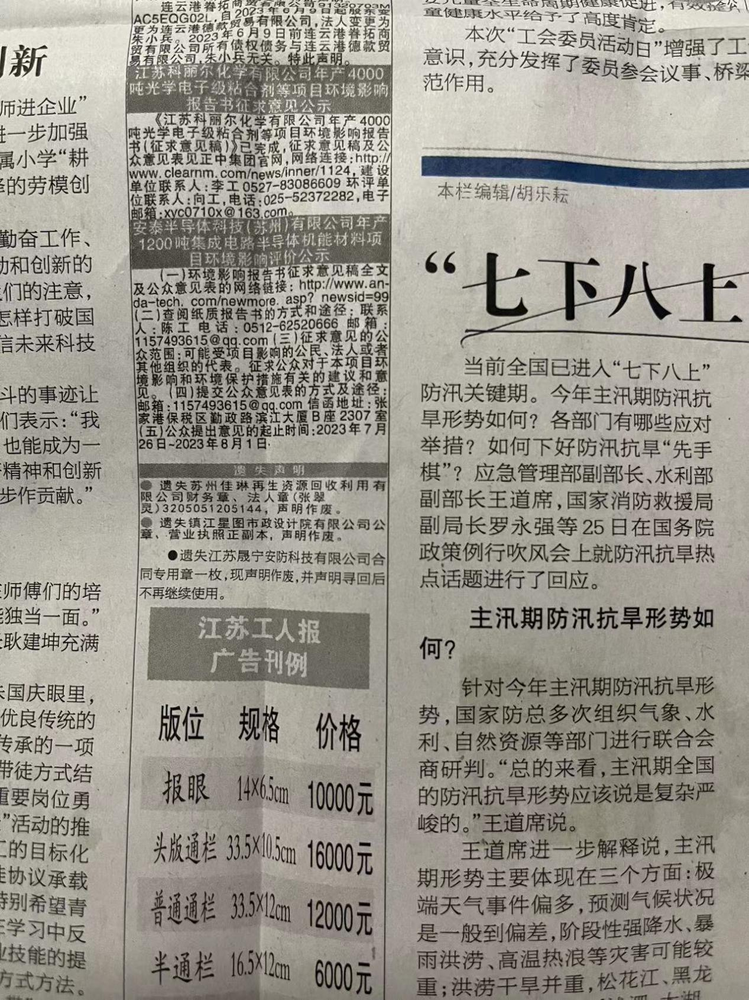 创新
师进企业”
进一步加强
属小学“耕
的劳模创
勤奋工作、
动和创新的
们的注意，
怎样打破国
信未来科技
斗的事迹让
们表示：“我
也能成为一
精神和创新
步作贡献。”
师傅们的培
能独当一面。”
耿建坤充满
国庆眼里，
优良传统的
传承的一项
带徒方式结
重要岗位勇
”活动的推
工的目标化
协议承载
特别希望青
在学习中反
业技能的提
方式方法。
连云港眷拓商贸有限公司前91320703M
AC5EQG02L，自2023年6月9日起股东变
更为连云港德款贸易有限公司，法人变更为
朱小兵。2023年6月9日前连云港眷拓商
贸有限公司所有债权债务与连云港德款贸
易有限公司，朱小兵无关。特此声明。
江苏科丽尔化学有限公司年产4000
吨光学电子级粘合剂等项目环境影响
报告书征求意见公示
《江苏科丽尔化学有限公司年产4000
吨光学电子级粘合剂等项目环境影响报告
书(征求意见稿)》已完成，征求意见稿及公
众意见表见正中集团官网，网络连接：http://
www.clearnm.com/news/inner/1124，建设
单位联系人：李工0527-83086609 环评单
位联系人：向工，电话：025-52372282，电子
邮箱：xyc0710x@163.com。
安泰半导体科技(苏州)有限公司年产
1200吨集成电路半导体机能材料项
目环境影响评价公示
(一)环境影响报告书征求意见稿全文
及公众意见表的网络链接：http://www.an-
da-tech. com/newmore. asp? newsid=99
(二)查阅纸质报告书的方式和途径：联系
人：陈工 电话：0512-62520666 邮箱：
1157493615@qq.com (三)征求意见的公
众范围：可能受项目影响的公民、法人或者
其他组织的代表。征求公众对于本项目环
境影响和环境保护措施有关的建议和意
见。(四)提交公众意见表的方式及途径：
邮箱：1157493615@qq.com 信函地址：张
家港保税区勤政路滨江大厦B座2307室
(五)公众提出意见的起止时间：2023年7月
26日~2023年8月1日·
遗失声明
●遗失苏州佳琳再生资源回收利用有
限公司财务章、法人章(张翠
灵)3205051205144，声明作废。
●遗失镇江星图市政设计院有限公司公
章、营业执照正副本，声明作废。
●遗失江苏晟宁安防科技有限公司合
同专用章一枚，现声明作废，并声明寻回后
不再继续使用。
江苏工人报
广告刊例
版位 规格 价格
报眼 14×6.5cm 10000元
头版通栏 33.5×10.5cm 16000元
普通通栏 33.5×12cm 12000元
半通栏 16.5×12cm 6000元
童健康水平给予了高度肯定。
本次“工会委员活动日”增强了工
意识，充分发挥了委员参会议事、桥梁
范作用。
本栏编辑/胡乐耘
“七下八上
当前全国已进入“七下八上”
防汛关键期。今年主汛期防汛抗
旱形势如何？各部门有哪些应对
举措？如何下好防汛抗旱“先手
棋”？应急管理部副部长、水利部
副部长王道席，国家消防救援局
副局长罗永强等25日在国务院
政策例行吹风会上就防汛抗旱热
点话题进行了回应。
主汛期防汛抗旱形势如
何？
针对今年主汛期防汛抗旱形
势，国家防总多次组织气象、水
利、自然资源等部门进行联合会
商研判。“总的来看，主汛期全国
的防汛抗旱形势应该说是复杂严
峻的。”王道席说。
王道席进一步解释说，主汛
期形势主要体现在三个方面：极
端天气事件偏多，预测气候状况
是一般到偏差，阶段性强降水、暴
雨洪涝、高温热浪等灾害可能较
重；洪涝干旱并重，松花江、黑龙